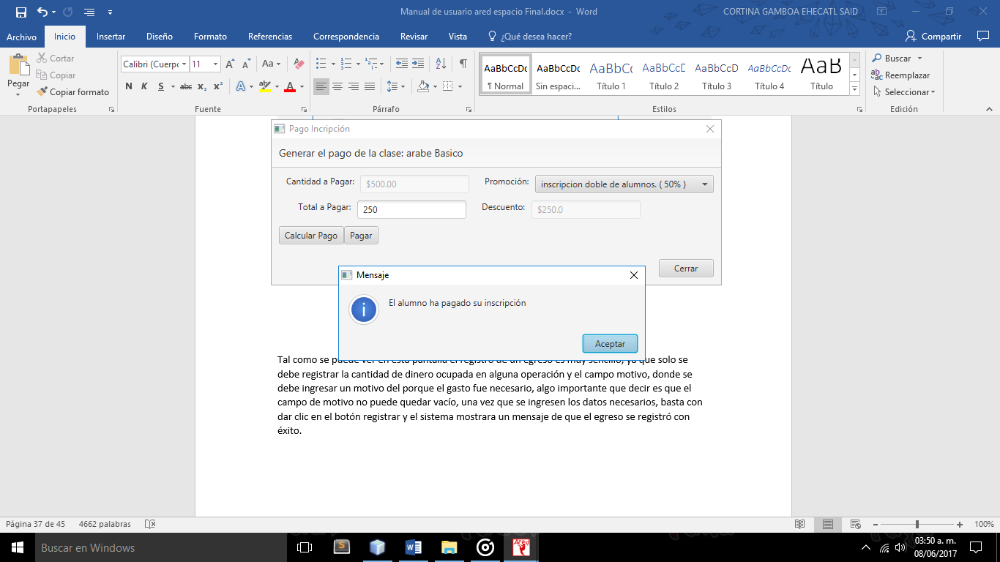 Manual de usuario ared espacio Final.docx - Word
CORTINA GAMBOA EHECATL SAID
Archivo Inicio Insertar Diseño Formato Referencias Correspondencia Revisar Vista ¿Qué desea hacer? Compartir
Pegar
Cortar
Copiar
Copiar formato
Portapapeles
Calibri (Cuerpo 11
Aa
N K S abc x₂ x²
A aby A
Fuente
Párrafo
AaBbCcDc AaBbCcDc AaBbCc AaBbCcD AaBbCcD AaBbCcDc AaB
¶ Normal Sin espaci... Título 1 Título 2 Título 3 Título 4 Título
Estilos
Buscar
Reemplazar
Seleccionar
Edición
Pago Incripción
Generar el pago de la clase: arabe Basico
Cantidad a Pagar: $500.00 Promoción: inscripcion doble de alumnos. ( 50% )
Total a Pagar: 250 Descuento: $250.0
Calcular Pago Pagar
Cerrar
Mensaje
El alumno ha pagado su inscripción
Aceptar
Tal como se puede ver en esta pantalla el registro de un egreso es muy sencillo, ya que solo se
debe registrar la cantidad de dinero ocupada en alguna operación y el campo motivo, donde se
debe ingresar un motivo del porque el gasto fue necesario, algo importante que decir es que el
campo de motivo no puede quedar vacío, una vez que se ingresen los datos necesarios, basta con
dar clic en el botón registrar y el sistema mostrara un mensaje de que el egreso se registró con
éxito.
Página 37 de 45 4662 palabras 100%
Buscar en Windows
03:50 a. m.
08/06/2017